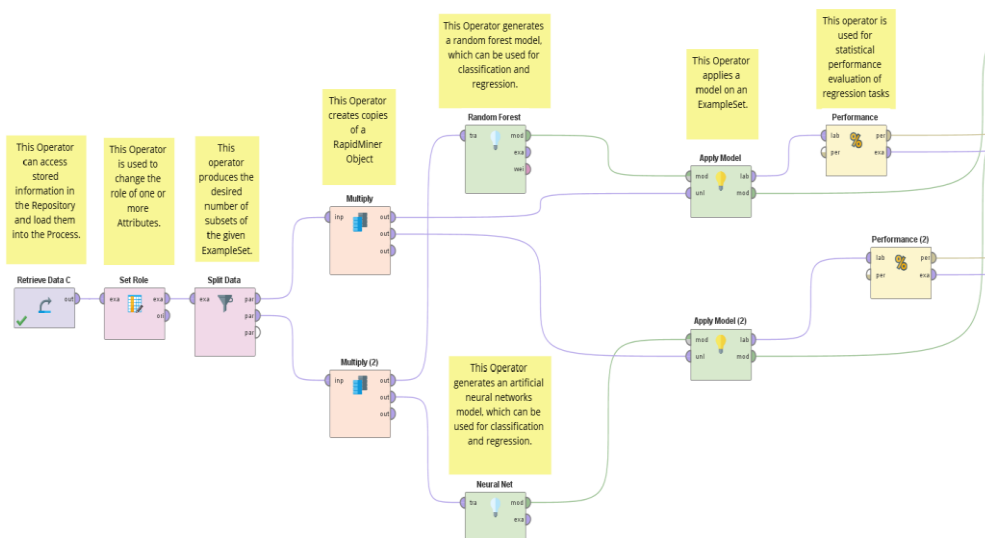 This Operator generates
a random forest model,
which can be used for
classification and
regression.
This operator is
used for
statistical
performance
evaluation of
regression tasks
This Operator
applies a
model on an
ExampleSet.
This Operator
creates copies
of a
RapidMiner
Object
This Operator
can access
stored
information in
the Repository
and load them
into the Process.
This Operator
is used to
change the
role of one or
more
Attributes.
This
operator
produces the
desired
number of
subsets of
the given
ExampleSet.
Random Forest
tra mod
exa
wei
Performance
lab per
per exa
Apply Model
mod lab
unl mod
Multiply
inp out
out
out
Performance (2)
lab per
per exa
Retrieve Data C
out
Set Role
exa exa
ori
Split Data
exa par
par
par
Apply Model (2)
mod lab
unl mod
Multiply (2)
inp out
out
out
This Operator
generates an artificial
neural networks
model, which can be
used for classification
and regression.
Neural Net
tra mod
exa